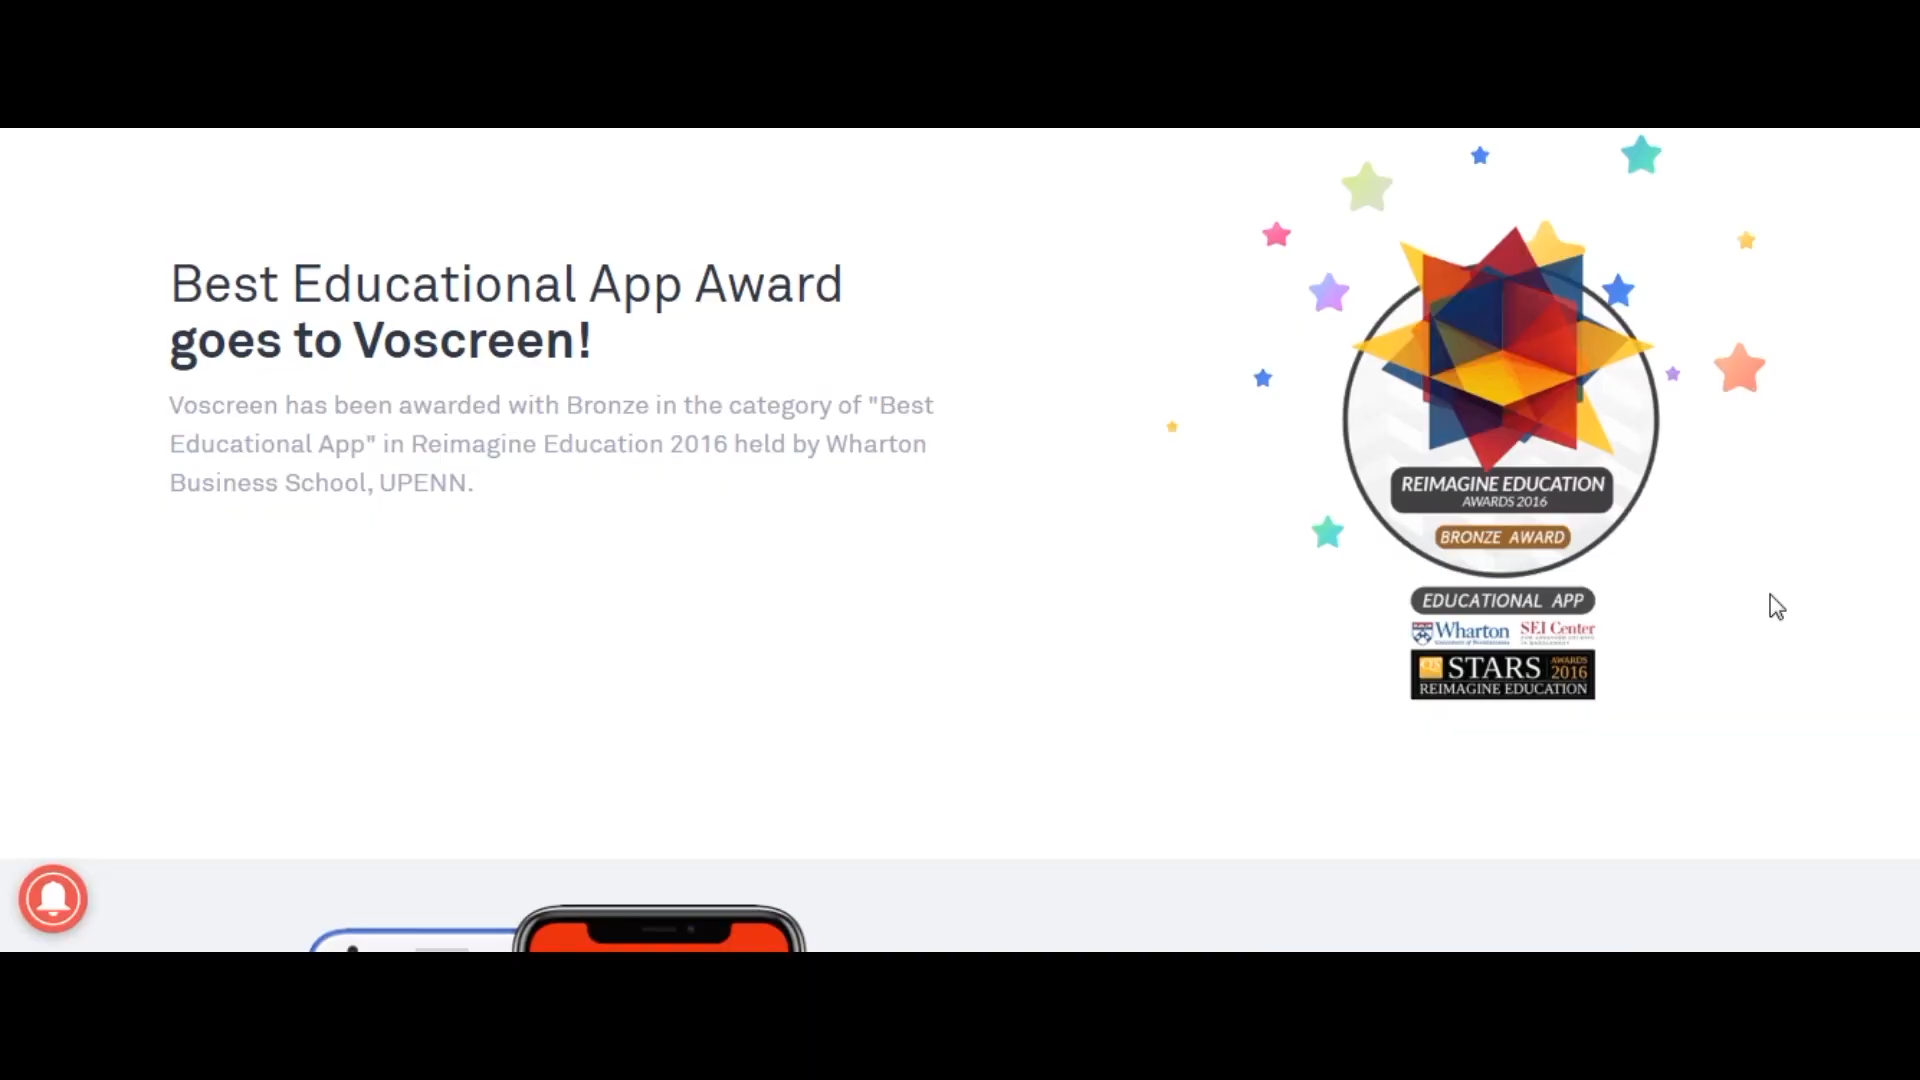 Best Educational App Award
goes to Voscreen!
Voscreen has been awarded with Bronze in the category of "Best
Educational App" in Reimagine Education 2016 held by Wharton
Business School, UPENN.
REIMAGINE EDUCATION
AWARDS 2016
BRONZE AWARD
EDUCATIONAL APP
Wharton SEI Center
STARS AWARDS 2016
REIMAGINE EDUCATION